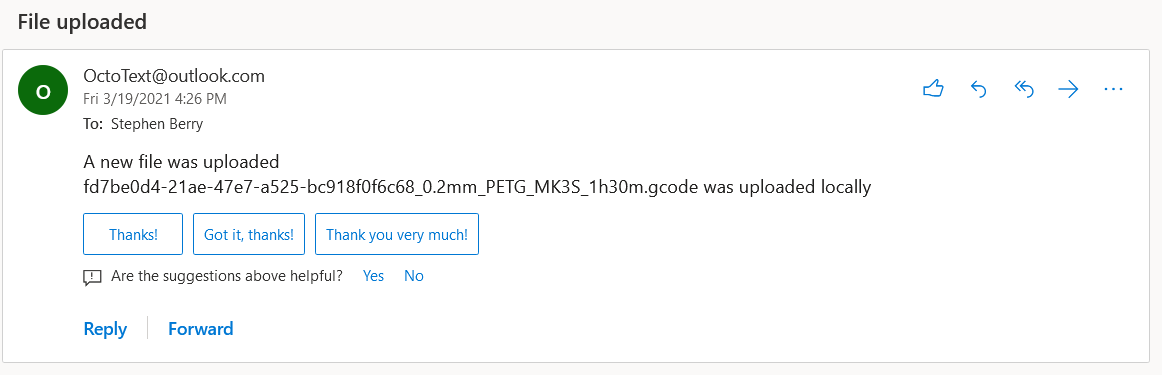 File uploaded
O
OctoText@outlook.com
Fri 3/19/2021 4:26 PM
To: Stephen Berry
A new file was uploaded
fd7be0d4-21ae-47e7-a525-bc918f0f6c68_0.2mm_PETG_MK3S_1h30m.gcode was uploaded locally
Thanks! Got it, thanks! Thank you very much!
Are the suggestions above helpful? Yes No
Reply Forward